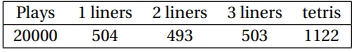 Plays 1 liners 2 liners 3 liners tetris
20000 504 493 503 1122